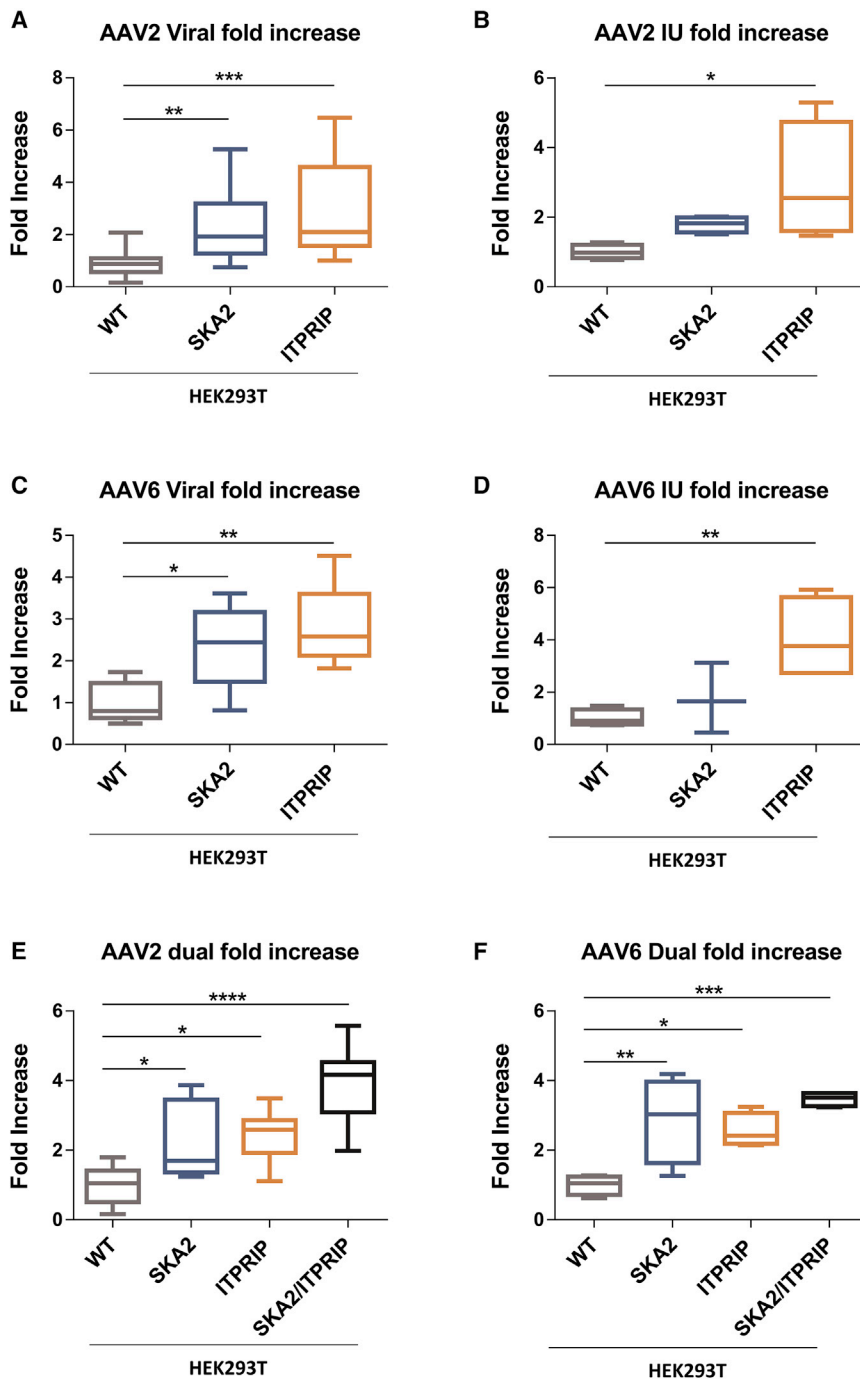 A
AAV2 Viral fold increase
Fold Increase
8
6
4
2
0
***
**
WT
SKA2
ITPRIP
HEK293T
B
AAV2 IU fold increase
Fold Increase
6
4
2
0
*
WT
SKA2
ITPRIP
HEK293T
C
AAV6 Viral fold increase
Fold Increase
5
4
3
2
1
0
**
*
WT
SKA2
ITPRIP
HEK293T
D
AAV6 IU fold increase
Fold Increase
8
6
4
2
0
**
WT
SKA2
ITPRIP
HEK293T
E
AAV2 dual fold increase
Fold Increase
6
4
2
0
****
*
*
WT
SKA2
ITPRIP
SKA2/ITPRIP
HEK293T
F
AAV6 Dual fold increase
Fold Increase
6
4
2
0
***
*
**
WT
SKA2
ITPRIP
SKA2/ITPRIP
HEK293T